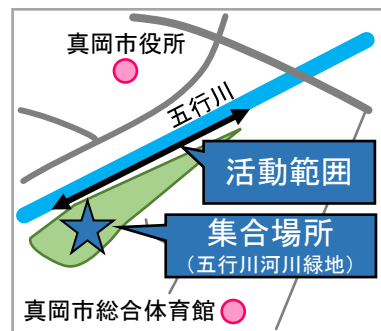 真岡市役所
五行川
活動範囲
集合場所
（五行川河川緑地）
真岡市総合体育館